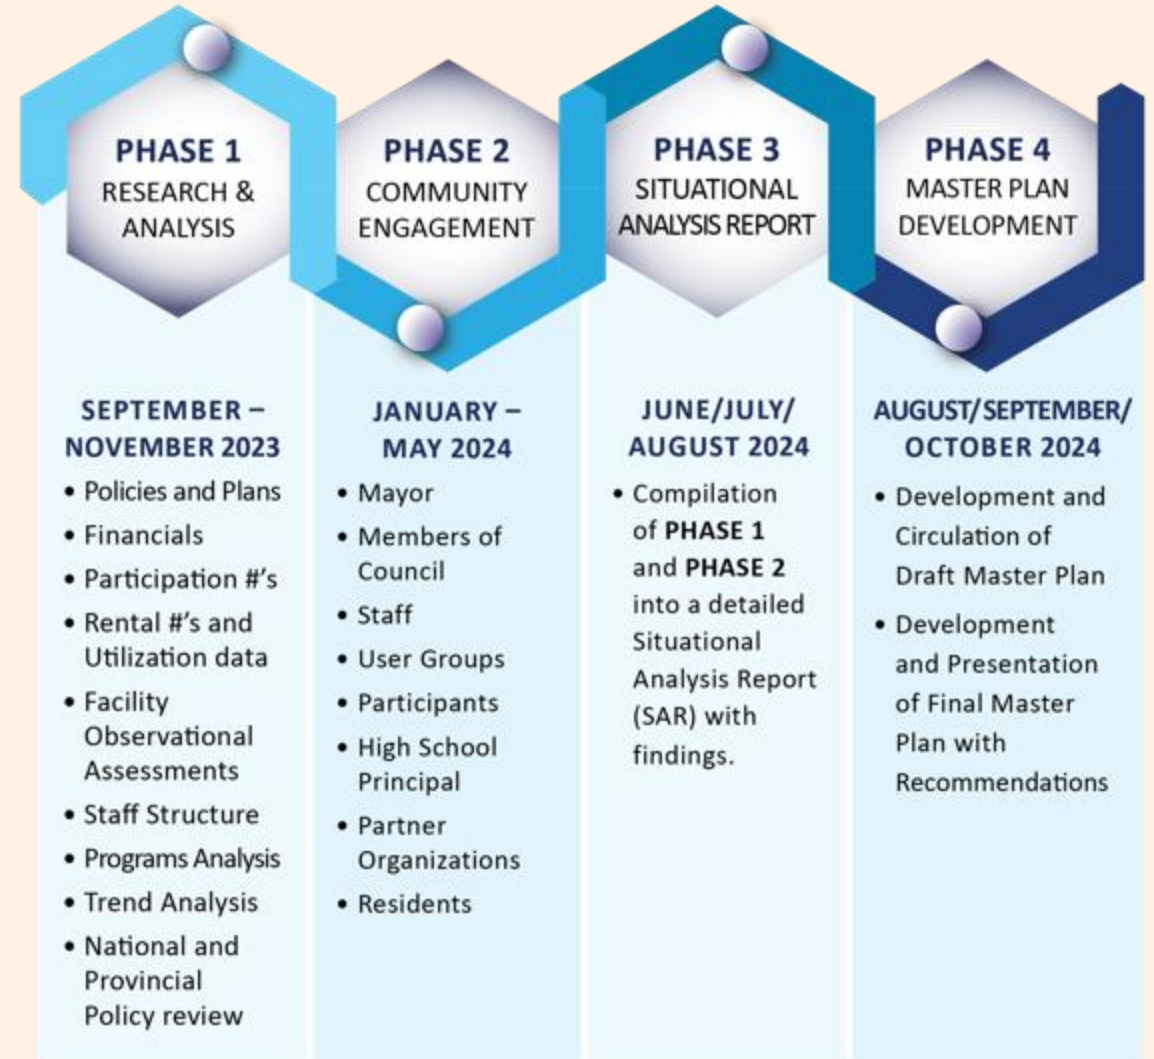 PHASE 1
RESEARCH &
ANALYSIS
SEPTEMBER –
NOVEMBER 2023
• Policies and Plans
• Financials
• Participation #'s
• Rental #'s and
Utilization data
• Facility
Observational
Assessments
• Staff Structure
• Programs Analysis
• Trend Analysis
• National and
Provincial
Policy review
PHASE 2
COMMUNITY
ENGAGEMENT
JANUARY –
MAY 2024
• Mayor
• Members of
Council
• Staff
• User Groups
• Participants
• High School
Principal
• Partner
Organizations
• Residents
PHASE 3
SITUATIONAL
ANALYSIS REPORT
JUNE/JULY/
AUGUST 2024
• Compilation
of PHASE 1
and PHASE 2
into a detailed
Situational
Analysis Report
(SAR) with
findings.
PHASE 4
MASTER PLAN
DEVELOPMENT
AUGUST/SEPTEMBER/
OCTOBER 2024
• Development and
Circulation of
Draft Master Plan
• Development
and Presentation
of Final Master
Plan with
Recommendations